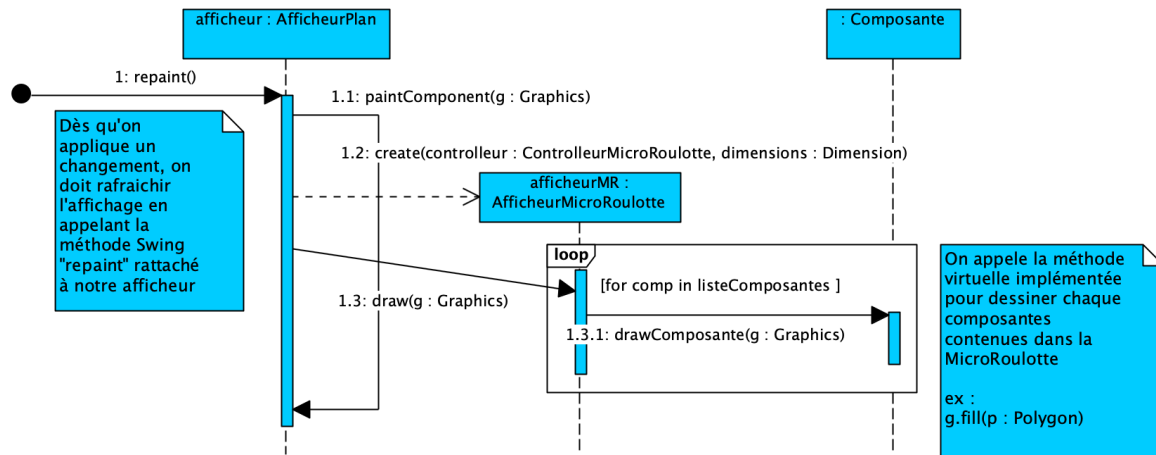 afficheur : AfficheurPlan
: Composante
1: repaint()
1.1: paintComponent(g : Graphics)
Dès qu'on
applique un
changement, on
doit rafraichir
l'affichage en
appelant la
méthode Swing
"repaint" rattaché
à notre afficheur
1.2: create(controlleur : ControlleurMicroRoulotte, dimensions : Dimension)
afficheurMR :
AfficheurMicroRoulotte
loop
[for comp in listeComposantes ]
1.3: draw(g : Graphics)
1.3.1: drawComposante(g : Graphics)
On appele la méthode
virtuelle implémentée
pour dessiner chaque
composantes
contenues dans la
MicroRoulotte
ex :
g.fill(p : Polygon)